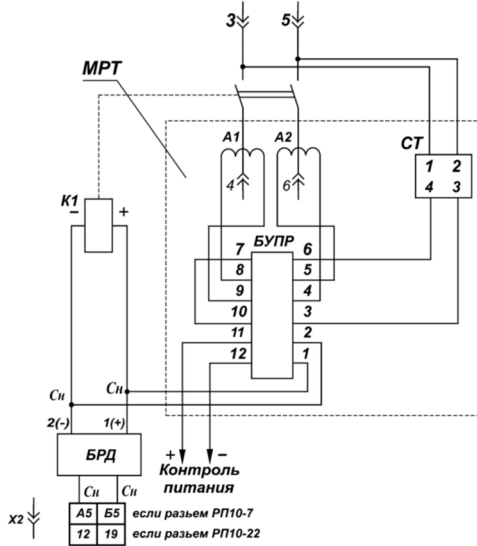 3 5
МРТ
А1 А2
СТ
1 2
4 3
4 6
К1
− +
БУПР
7 6
8 5
9 4
10 3
11 2
12 1
Сн Сн
2(-) 1(+)
БРД
+ −
Контроль
питания
Сн Сн
Х2
А5 Б5 если разьем РП10-7
12 19 если разьем РП10-22